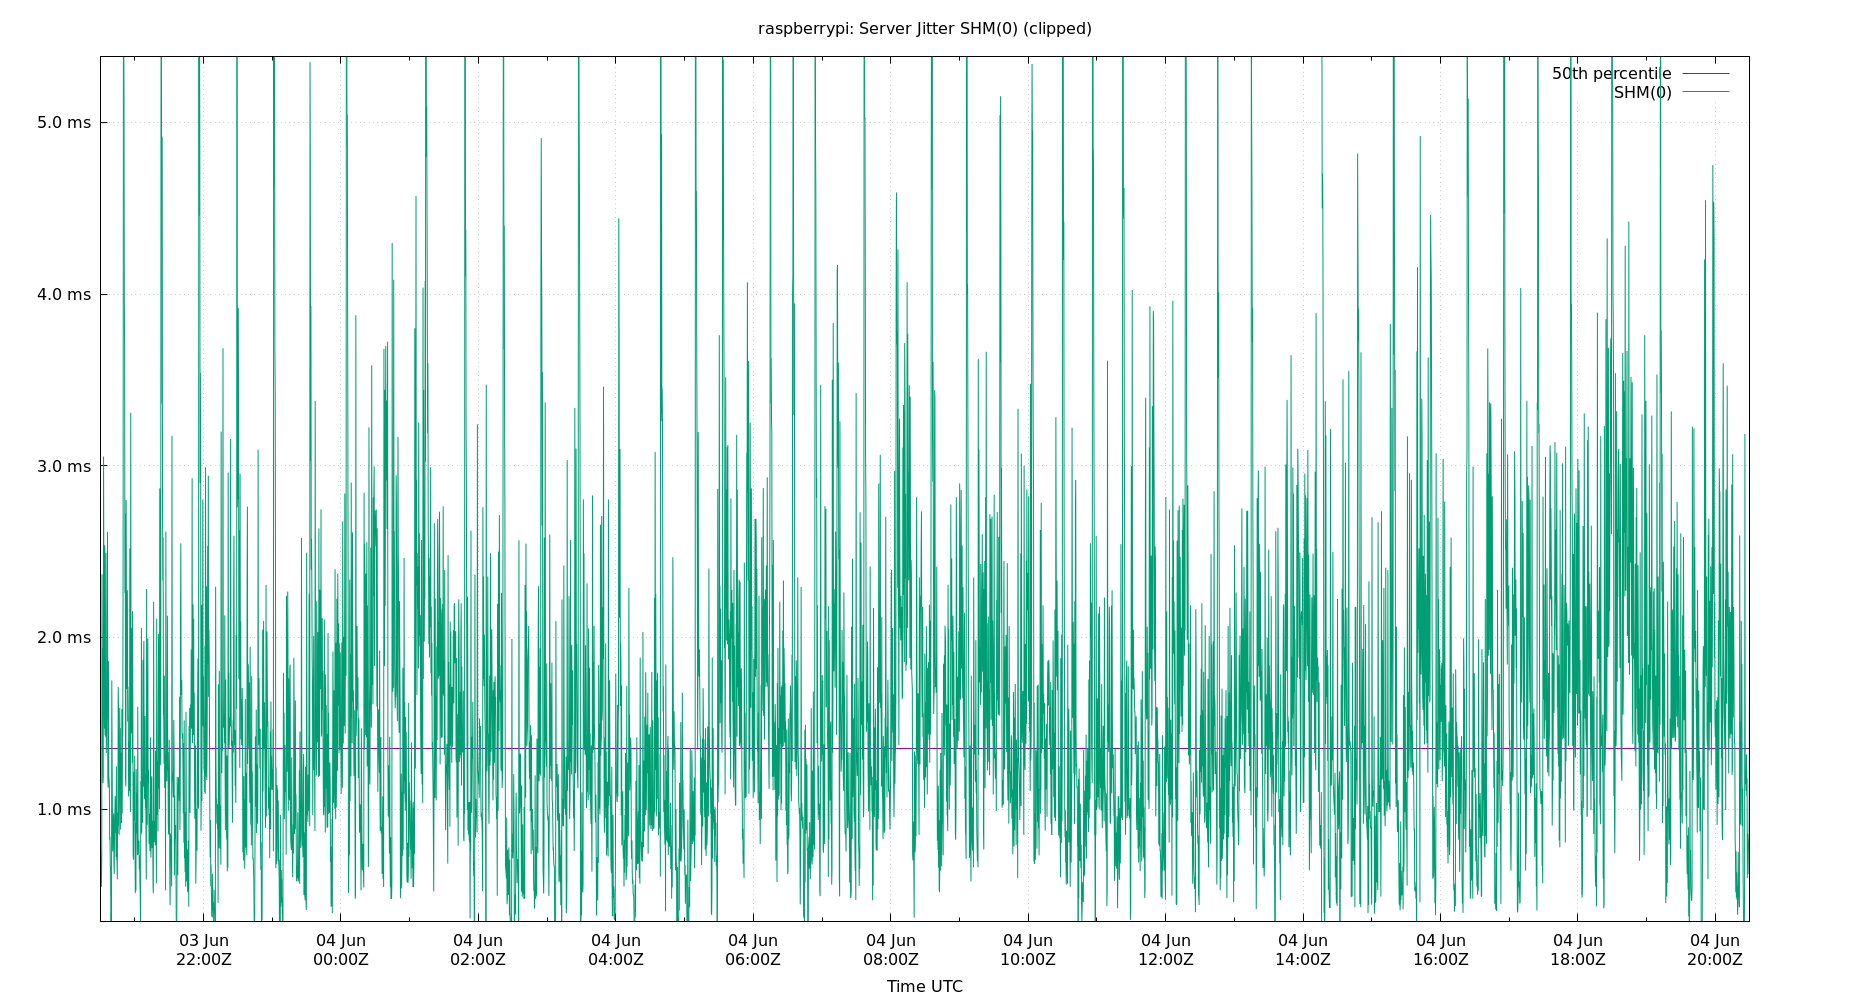 raspberrypi: Server Jitter SHM(0) (clipped)
50th percentile
SHM(0)
5.0 ms
4.0 ms
3.0 ms
2.0 ms
1.0 ms
03 Jun 04 Jun 04 Jun 04 Jun 04 Jun 04 Jun 04 Jun 04 Jun 04 Jun 04 Jun 04 Jun 04 Jun
22:00Z 00:00Z 02:00Z 04:00Z 06:00Z 08:00Z 10:00Z 12:00Z 14:00Z 16:00Z 18:00Z 20:00Z
Time UTC